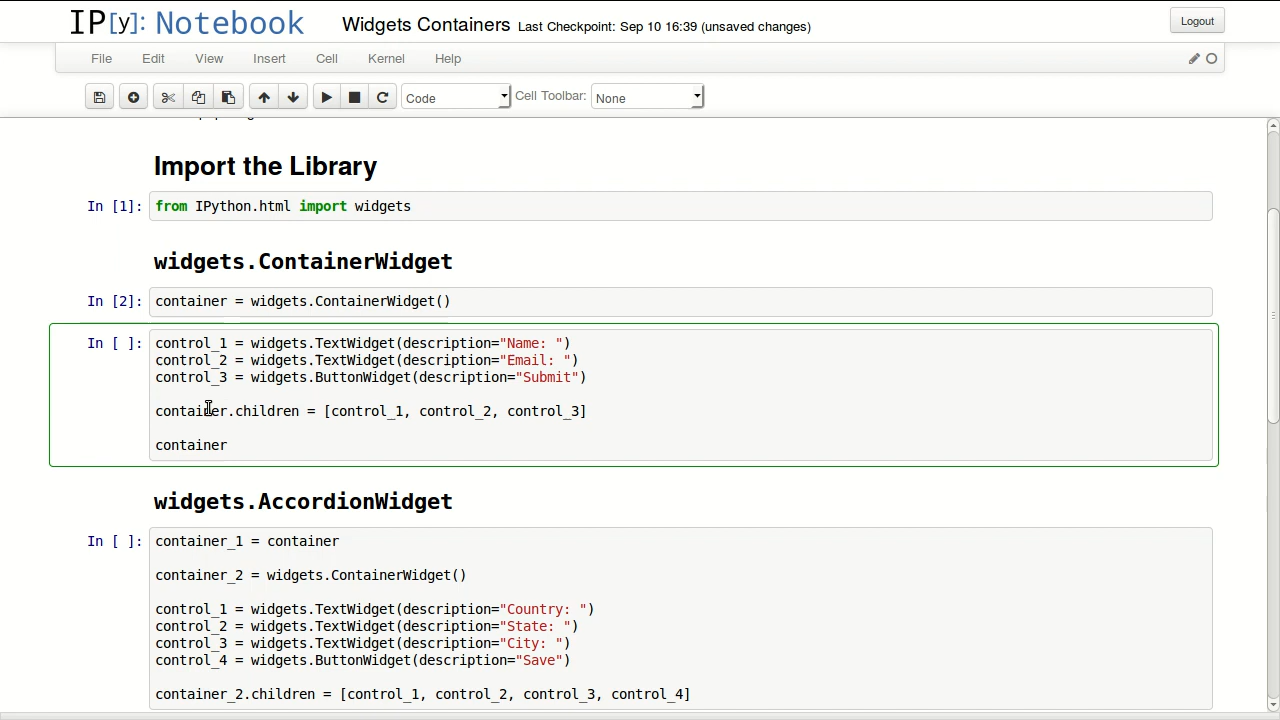 IP[y]: Notebook Widgets Containers Last Checkpoint: Sep 10 16:39 (unsaved changes) Logout
File Edit View Insert Cell Kernel Help
Code Cell Toolbar: None
Import the Library
In [1]: from IPython.html import widgets
widgets.ContainerWidget
In [2]: container = widgets.ContainerWidget()
In [ ]: control_1 = widgets.TextWidget(description="Name: ")
control_2 = widgets.TextWidget(description="Email: ")
control_3 = widgets.ButtonWidget(description="Submit")
container.children = [control_1, control_2, control_3]
container
widgets.AccordionWidget
In [ ]: container_1 = container
container_2 = widgets.ContainerWidget()
control_1 = widgets.TextWidget(description="Country: ")
control_2 = widgets.TextWidget(description="State: ")
control_3 = widgets.TextWidget(description="City: ")
control_4 = widgets.ButtonWidget(description="Save")
container_2.children = [control_1, control_2, control_3, control_4]